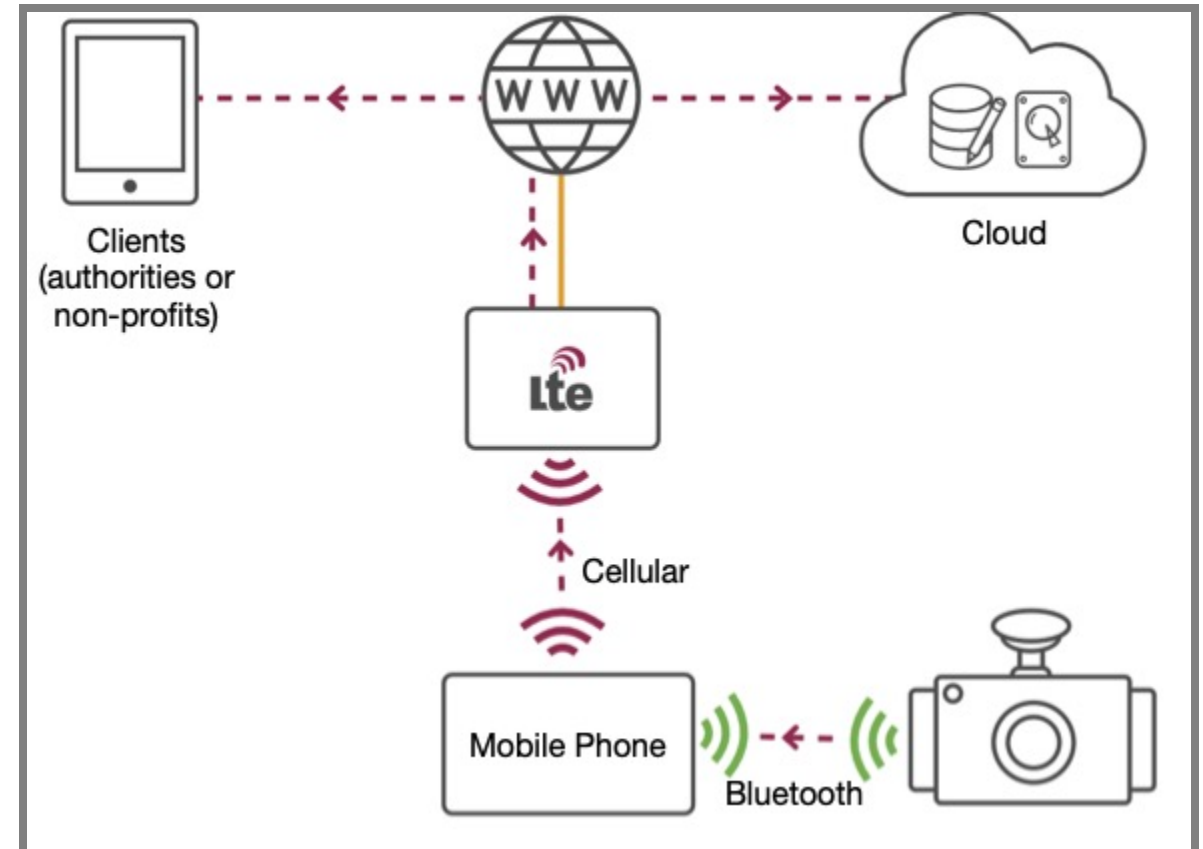 WWW
Clients
(authorities or
non-profits)
Cloud
Lte
Cellular
Mobile Phone
Bluetooth